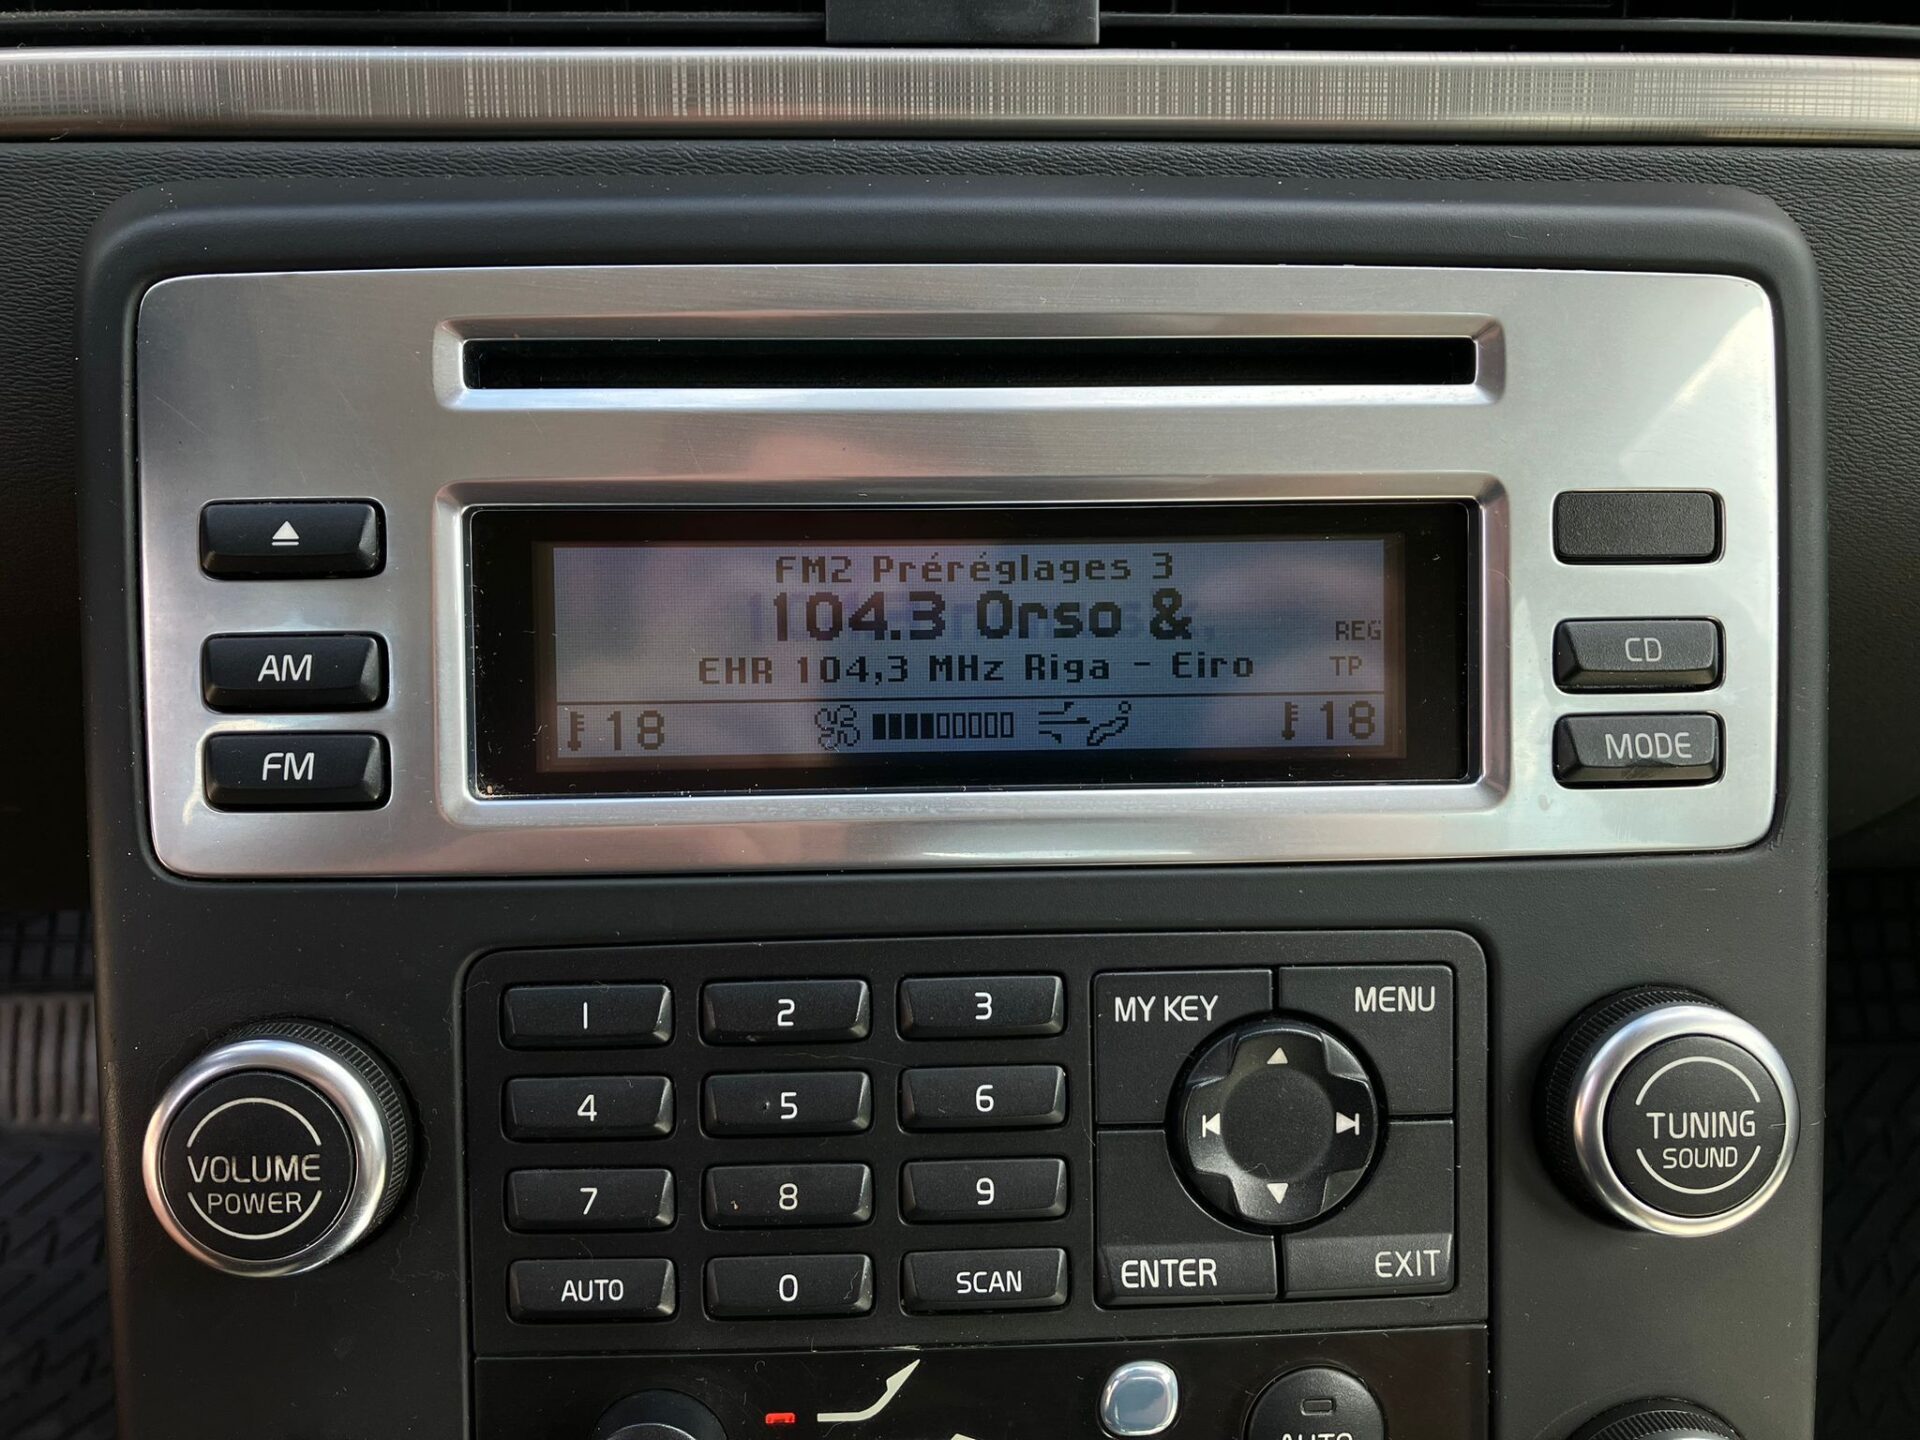 FM2 Préréglages 3
104.3 Orso &
REG
EHR 104,3 MHz Riga - Eiro
TP
18
18
AM
FM
CD
MODE
1
2
3
MY KEY
MENU
4
5
6
VOLUME
POWER
TUNING
SOUND
7
8
9
AUTO
0
SCAN
ENTER
EXIT
AUTO